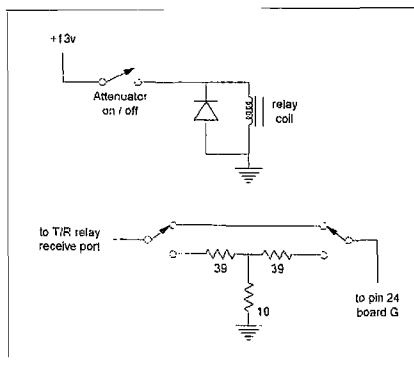 +13v
Attenuator
on / off
relay
coil
to T/R relay
receive port
39
39
10
to pin 24
board G